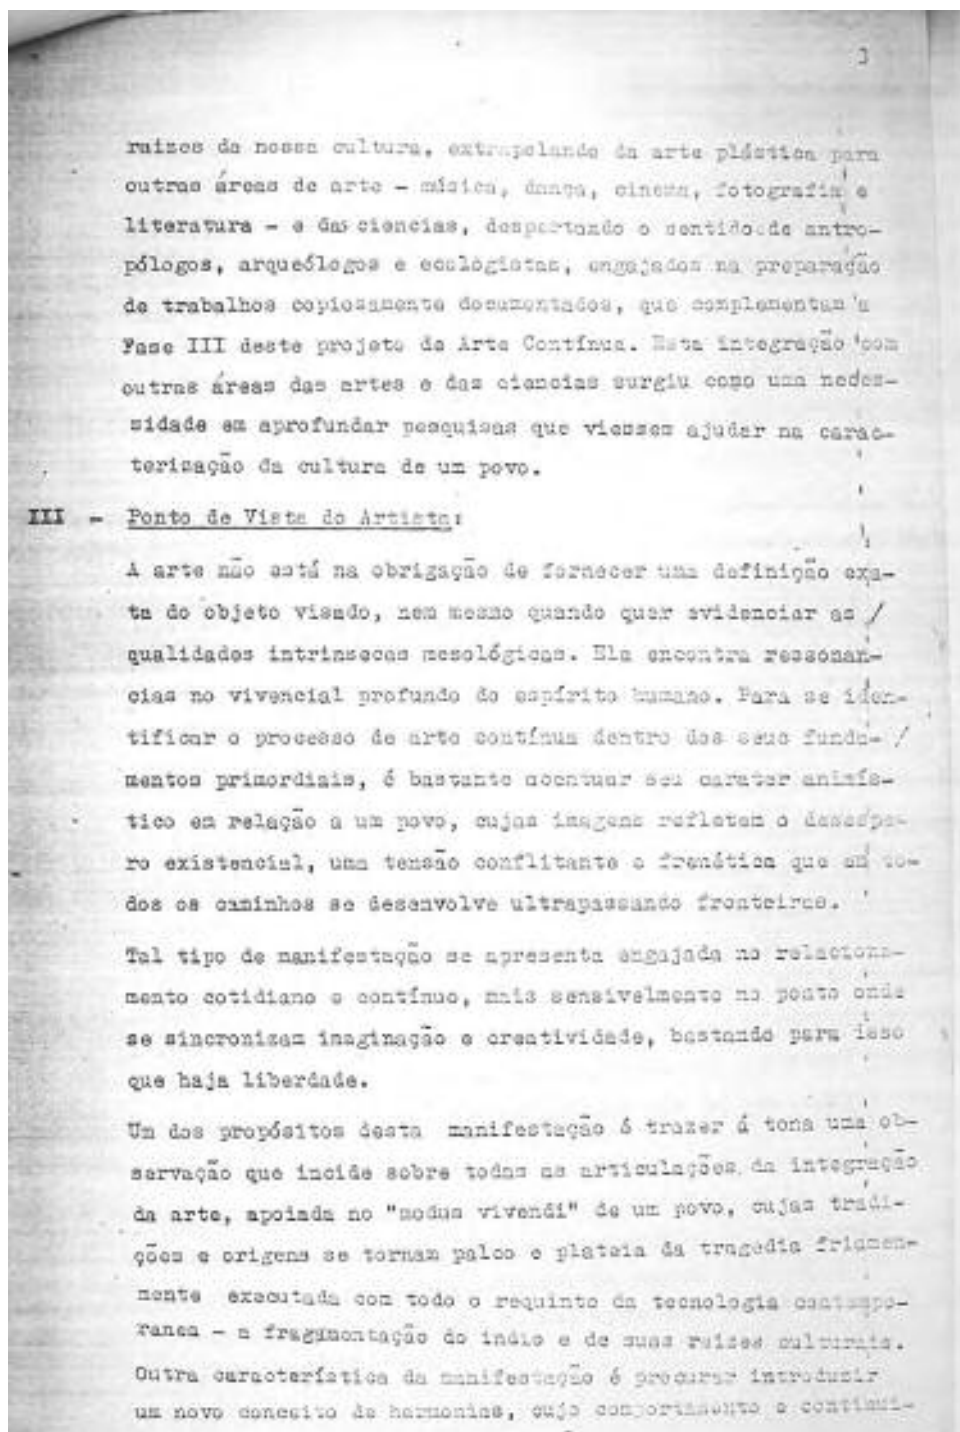 3
raizes da nossa cultura, extrapolando da arte plástica para
outras áreas de arte - música, dança, cinema, fotografia e
literatura - e das ciencias, despertando o sentido de antro-
pólogos, arqueólogos e ecologistas, engajados na preparação
de trabalhos copiosamente documentados, que complementam a
Fase III deste projeto de Arte Contínua. Esta integração com
outras áreas das artes e das ciencias surgiu como uma neces-
sidade em aprofundar pesquisas que viessem ajudar na carac-
terização da cultura de um povo.
III - Ponto de Vista do Artista:
A arte não está na obrigação de fornecer uma definição exa-
ta do objeto visado, nem mesmo quando quer evidenciar as /
qualidades intrinsecas mesológicas. Ela encontra ressonan-
cias no vivencial profundo do espírito humano. Para se iden-
tificar o processo de arte contínua dentro dos seus funda- /
mentos primordiais, é bastante acentuar seu carater animís-
tico em relação a um povo, cujas imagens refletem o desespe-
ro existencial, uma tensão conflitante e frenética que em to-
dos os caminhos se desenvolve ultrapassando fronteiras.
Tal tipo de manifestação se apresenta engajada no relaciona-
mento cotidiano e contínuo, mais sensivelmente no ponto onde
se sincronizam imaginação e creatividade, bastando para isso
que haja liberdade.
Um dos propósitos desta manifestação é trazer á tona uma ob-
servação que incide sobre todas as articulações da integração
da arte, apoiada no "modus vivendi" de um povo, cujas tradi-
ções e origens se tornam palco e plateia da tragedia friamen-
mente executada com todo o requinte da tecnologia contempo-
ranea - a fragmentação do indio e de suas raizes culturais.
Outra característica da manifestação é procurar introduzir
um novo conceito de harmonias, cujo comportamento e continui-